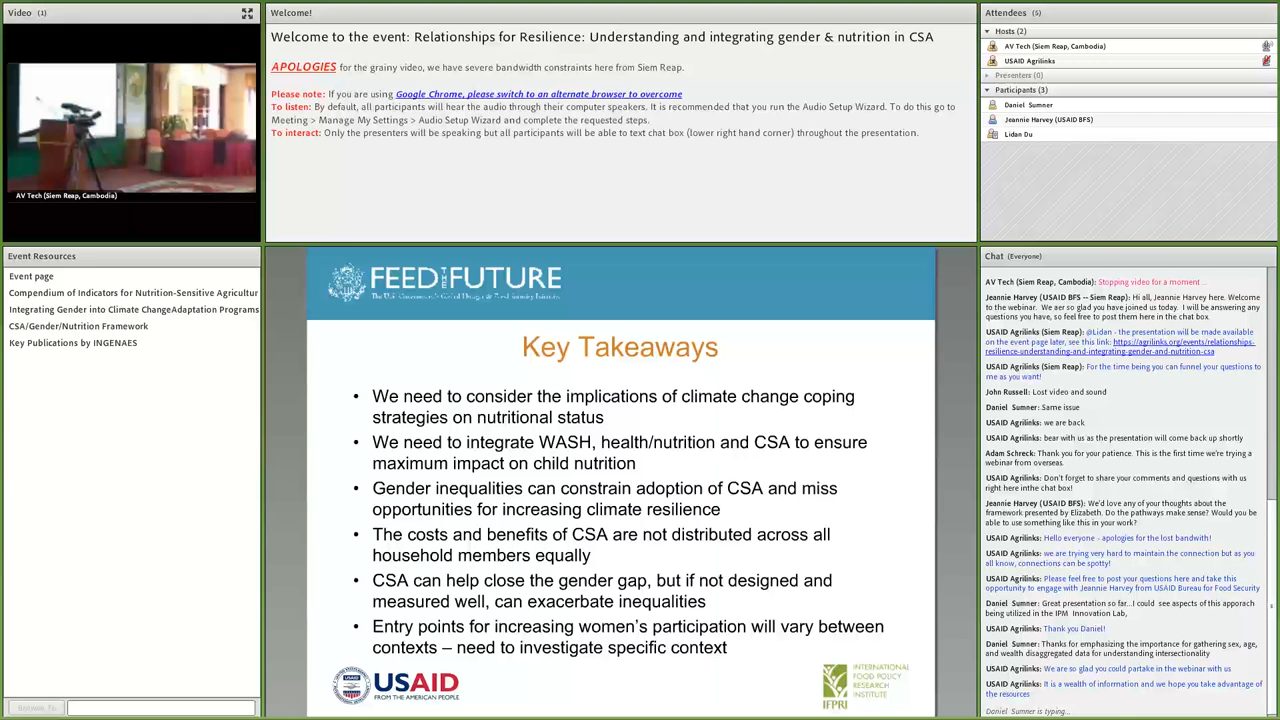 Video (1)
AV Tech (Siem Reap, Cambodia)
Welcome!
Welcome to the event: Relationships for Resilience: Understanding and integrating gender & nutrition in CSA
APOLOGIES for the grainy video, we have severe bandwidth constraints here from Siem Reap.
Please note: If you are using Google Chrome, please switch to an alternate browser to overcome
To listen: By default, all participants will hear the audio through their computer speakers. It is recommended that you run the Audio Setup Wizard. To do this go to
Meeting > Manage My Settings > Audio Setup Wizard and complete the requested steps.
To interact: Only the presenters will be speaking but all participants will be able to text chat box (lower right hand corner) throughout the presentation.
Attendees (5)
Hosts (2)
AV Tech (Siem Reap, Cambodia)
USAID Agrilinks
Presenters (0)
Participants (3)
Daniel Sumner
Jeannie Harvey (USAID BFS)
Lidan Du
Event Resources
Event page
Compendium of Indicators for Nutrition-Sensitive Agricultur
Integrating Gender into Climate ChangeAdaptation Programs
CSA/Gender/Nutrition Framework
Key Publications by INGENAES
Browse To
FEED THE FUTURE
The U.S. Government's Global Hunger & Food Security Initiative
Key Takeaways
• We need to consider the implications of climate change coping
strategies on nutritional status
• We need to integrate WASH, health/nutrition and CSA to ensure
maximum impact on child nutrition
• Gender inequalities can constrain adoption of CSA and miss
opportunities for increasing climate resilience
• The costs and benefits of CSA are not distributed across all
household members equally
• CSA can help close the gender gap, but if not designed and
measured well, can exacerbate inequalities
• Entry points for increasing women's participation will vary between
contexts – need to investigate specific context
USAID
FROM THE AMERICAN PEOPLE
INTERNATIONAL
FOOD POLICY
RESEARCH
INSTITUTE
IFPRI
Chat (Everyone)
AV Tech (Siem Reap, Cambodia): Stopping video for a moment ...
Jeannie Harvey (USAID BFS -- Siem Reap): Hi all, Jeannie Harvey here. Welcome
to the webinar. We aer so glad you have joined us today. I will be answering any
questions you have, so feel free to post them here in the chat box.
USAID Agrilinks (Siem Reap): @Lidan - the presentation will be made available
on the event page later, see this link: https://agrilinks.org/events/relationships-
resilience-understanding-and-integrating-gender-and-nutrition-csa
USAID Agrilinks (Siem Reap): For the time being you can funnel your questions to
me as you want!
John Russell: Lost video and sound
Daniel Sumner: Same issue
USAID Agrilinks: we are back
USAID Agrilinks: bear with us as the presentation will come back up shortly
Adam Schreck: Thank you for your patience. This is the first time we're trying a
webinar from overseas.
USAID Agrilinks: Don't forget to share your comments and questions with us
right here inthe chat box!
Jeannie Harvey (USAID BFS): We'd love any of your thoughts about the
framework presented by Elizabeth. Do the pathways make sense? Would you be
able to use something like this in your work?
USAID Agrilinks: Hello everyone - apologies for the lost bandwith!
USAID Agrilinks: we are trying very hard to maintain the connection but as you
all know, connections can be spotty!
USAID Agrilinks: Please feel free to post your questions here and take this
opportunity to engage with Jeannie Harvey from USAID Bureau for Food Security
Daniel Sumner: Great presentation so far...I could see aspects of this apporach
being utilized in the IPM Innovation Lab,
USAID Agrilinks: Thank you Daniel!
Daniel Sumner: Thanks for emphasizing the importance for gathering sex, age,
and wealth disaggregated data for understanding intersectionality
USAID Agrilinks: We are so glad you could partake in the webinar with us
USAID Agrilinks: It is a wealth of information and we hope you take advantage of
the resources
Daniel Sumner is typing...